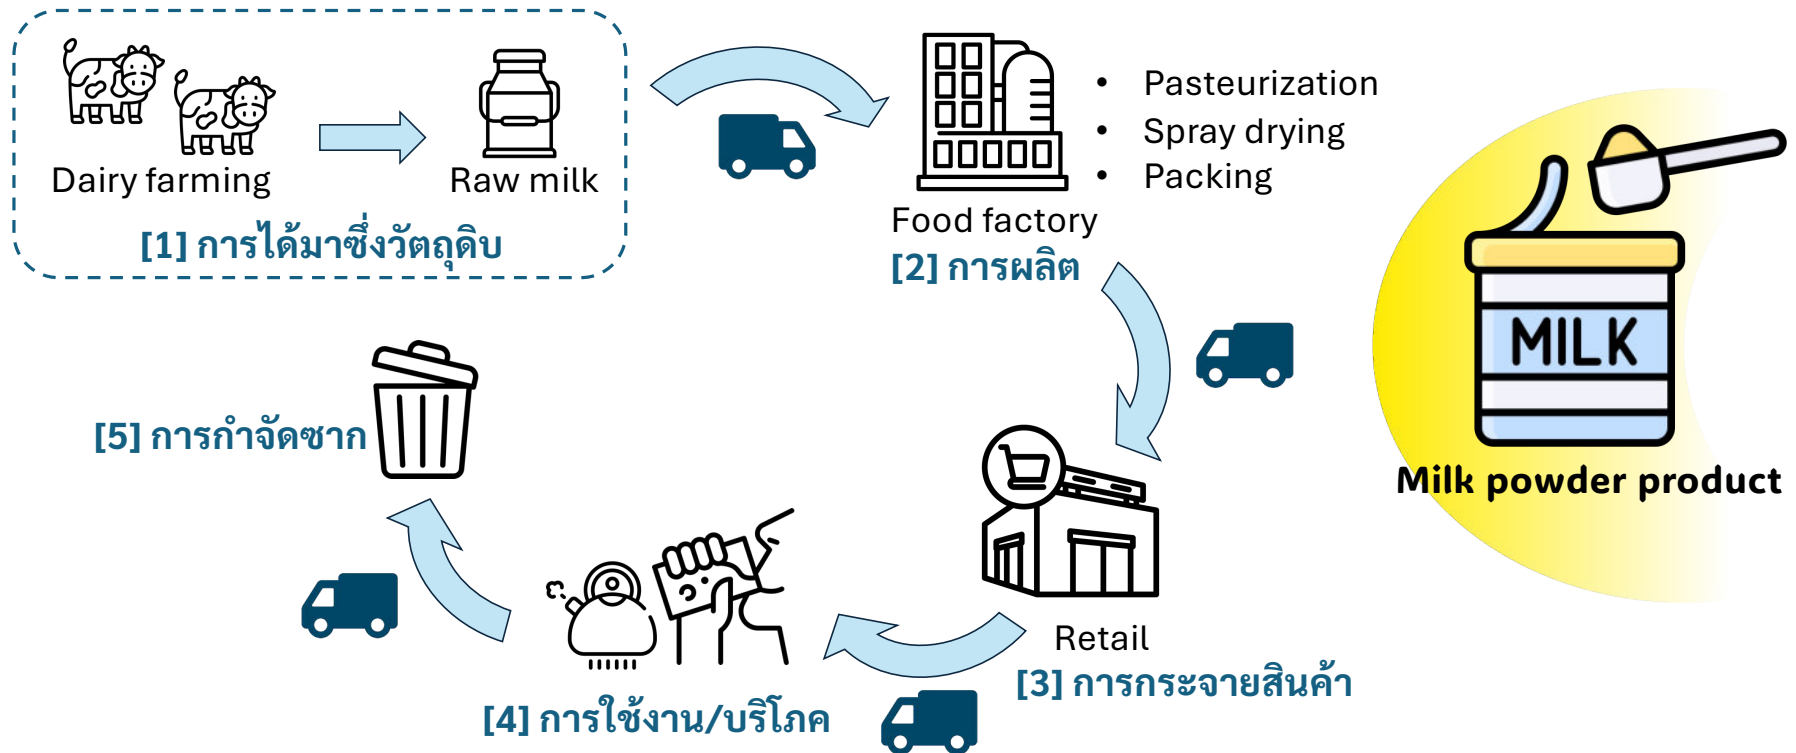 Dairy farming
Raw milk
[1] การได้มาซึ่งวัตถุดิบ
• Pasteurization
• Spray drying
• Packing
Food factory
[2] การผลิต
MILK
Milk powder product
Retail
[3] การกระจายสินค้า
[4] การใช้งาน/บริโภค
[5] การกำจัดซาก